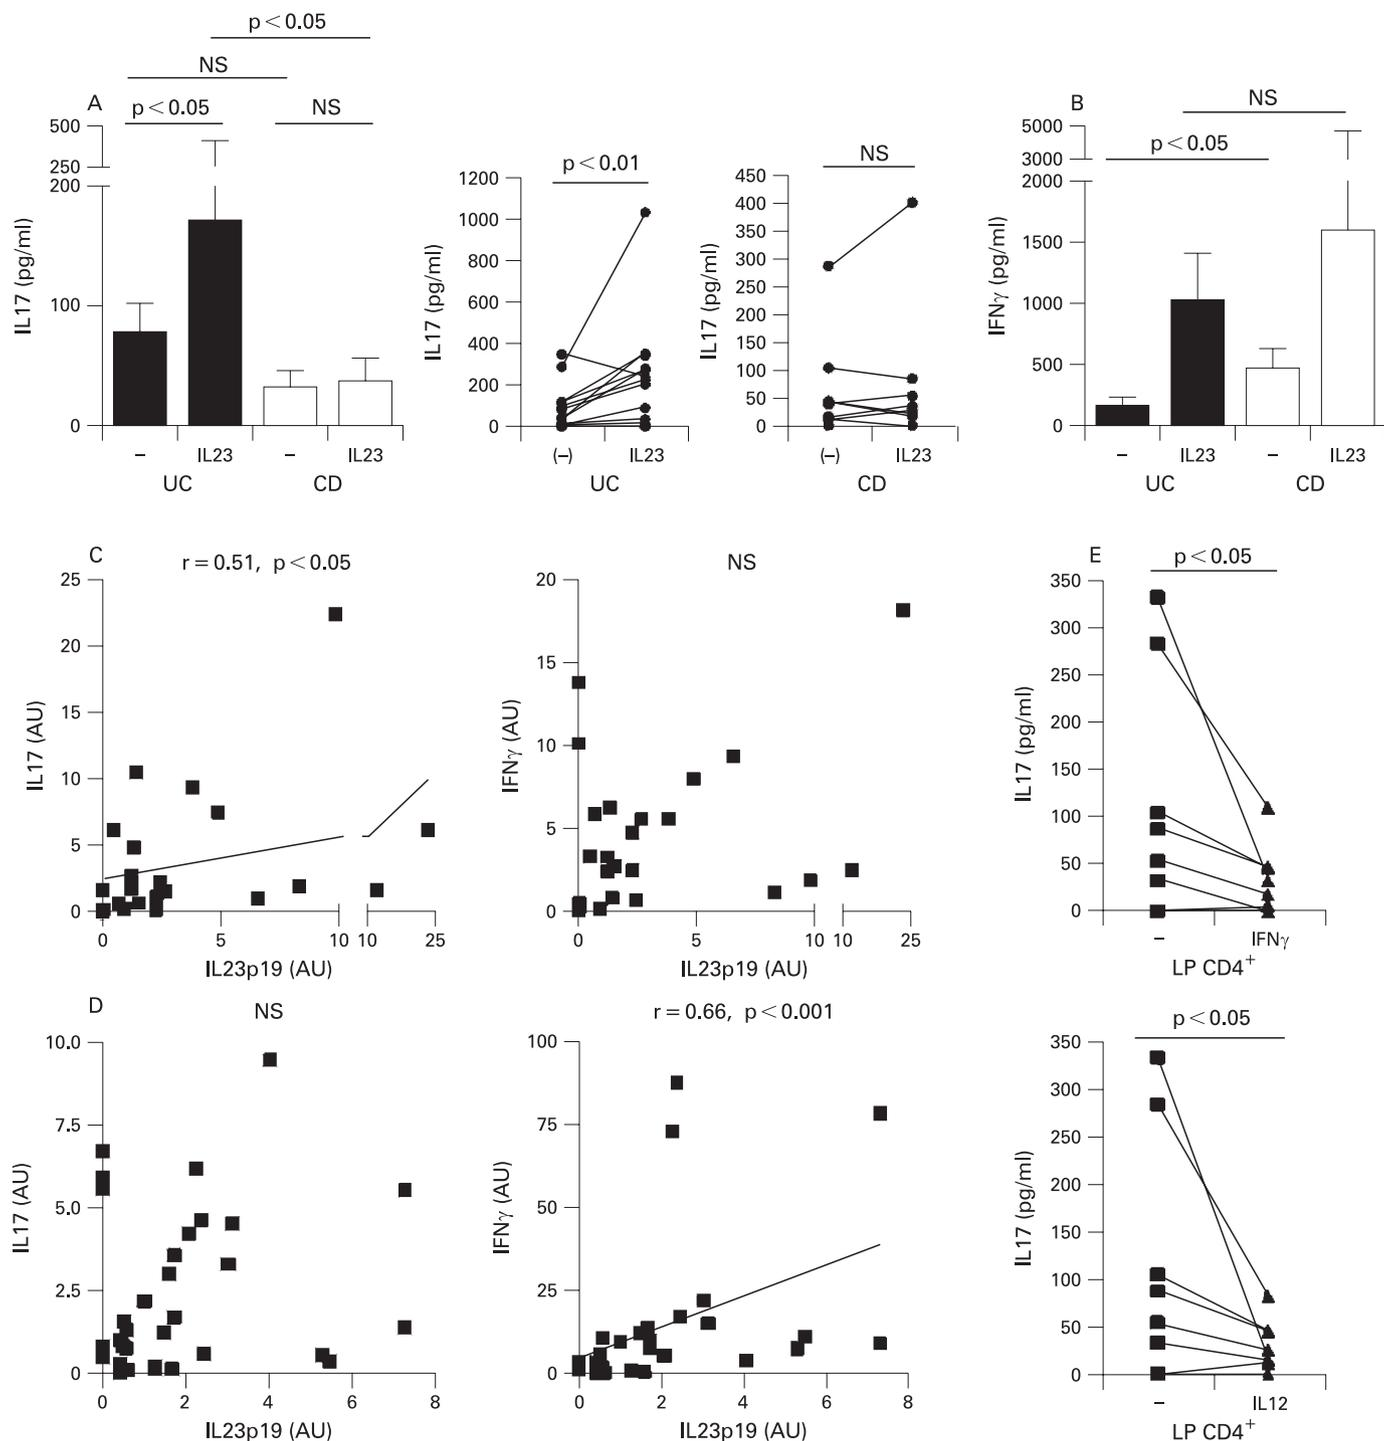 p < 0.05
NS
A
p < 0.05
NS
500
250
200
100
0
IL17 (pg/ml)
–
IL23
–
IL23
UC
CD
p < 0.01
1200
1000
800
600
400
200
0
IL17 (pg/ml)
(–)
IL23
UC
NS
450
400
350
300
250
200
150
100
50
0
IL17 (pg/ml)
(–)
IL23
CD
B
NS
p < 0.05
5000
3000
2000
1500
1000
500
0
IFNγ (pg/ml)
–
IL23
–
IL23
UC
CD
C
r = 0.51, p < 0.05
25
20
15
10
5
0
IL17 (AU)
0
5
10
10
25
IL23p19 (AU)
NS
20
15
10
5
0
IFNγ (AU)
0
5
10
10
25
IL23p19 (AU)
E
p < 0.05
350
300
250
200
150
100
50
0
IL17 (pg/ml)
–
IFNγ
LP CD4+
D
NS
10.0
7.5
5.0
2.5
0
IL17 (AU)
0
2
4
6
8
IL23p19 (AU)
r = 0.66, p < 0.001
100
75
50
25
0
IFNγ (AU)
0
2
4
6
8
IL23p19 (AU)
p < 0.05
350
300
250
200
150
100
50
0
IL17 (pg/ml)
–
IL12
LP CD4+